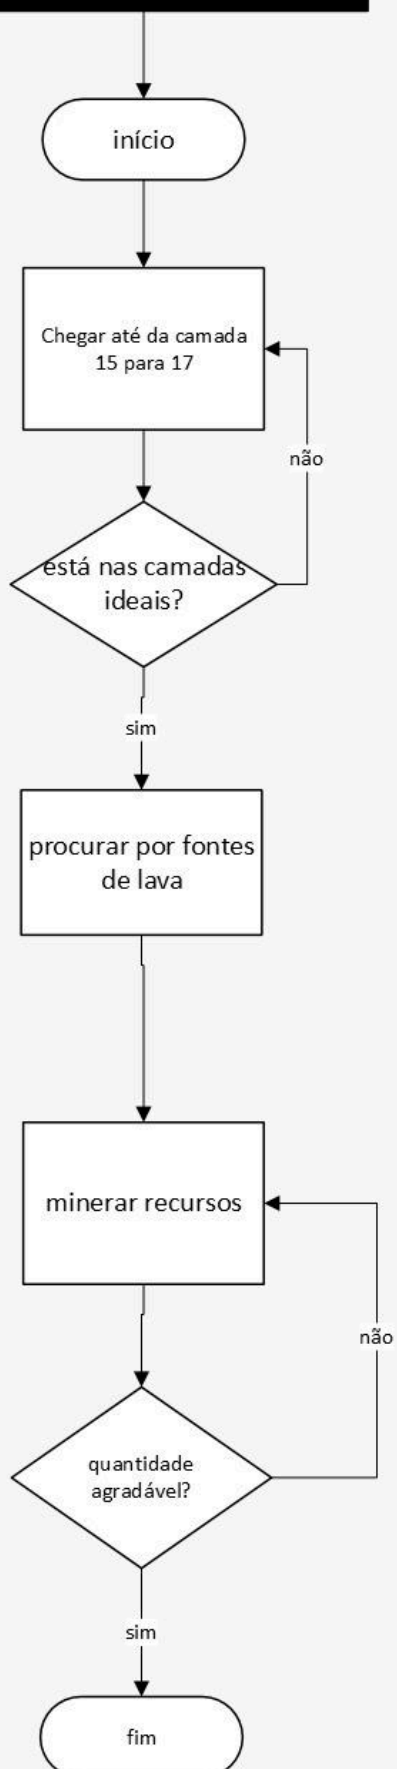 início
Chegar até da camada
15 para 17
não
está nas camadas
ideais?
sim
procurar por fontes
de lava
minerar recursos
não
quantidade
agradável?
sim
fim